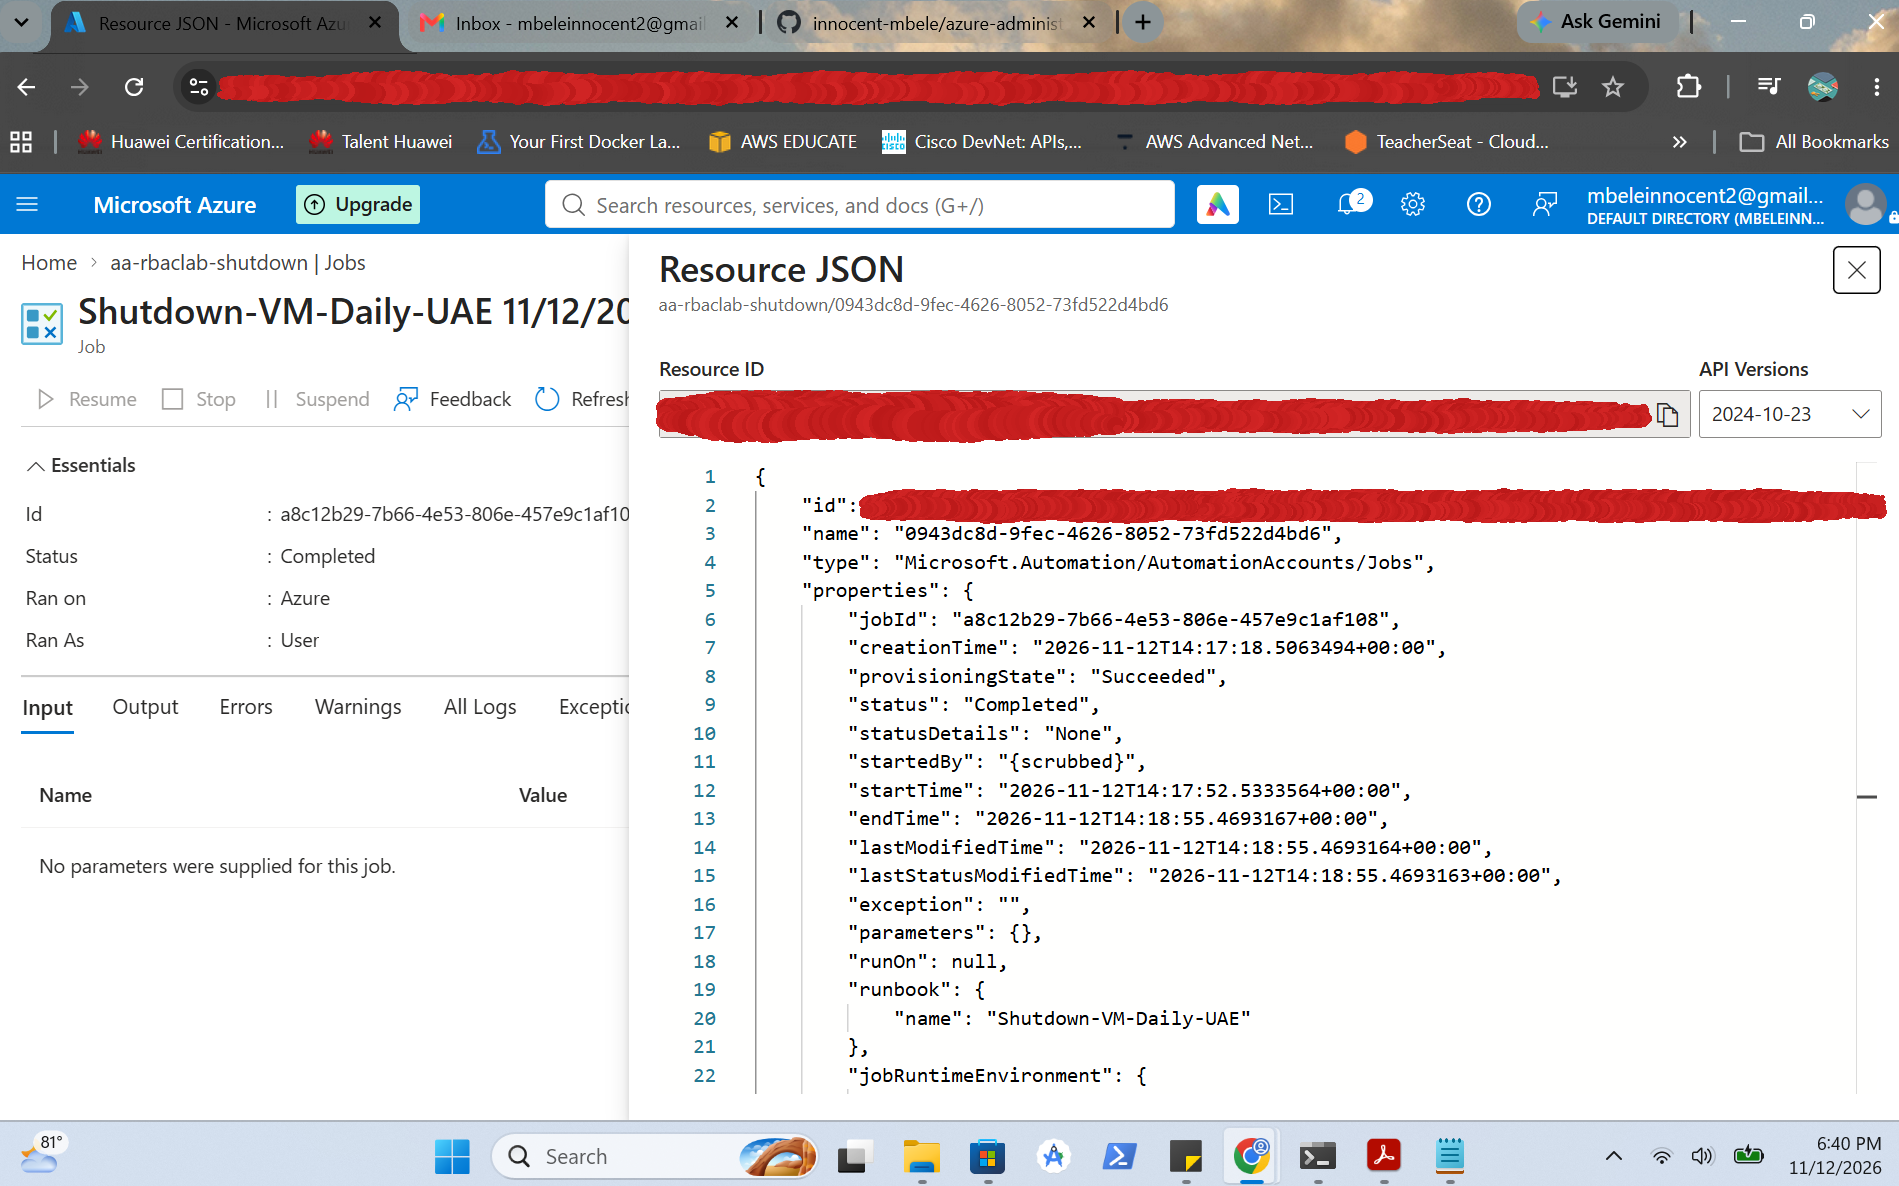 Resource JSON - Microsoft Azu
Inbox - mbeleinnocent2@gmai
innocent-mbele/azure-administ
Ask Gemini
Huawei Certification...
Talent Huawei
Your First Docker La...
AWS EDUCATE
Cisco DevNet: APIs,...
AWS Advanced Net...
TeacherSeat - Cloud...
All Bookmarks
Microsoft Azure
Upgrade
Search resources, services, and docs (G+/)
2
mbeleinnocent2@gmail...
DEFAULT DIRECTORY (MBELEINN...
Home > aa-rbaclab-shutdown | Jobs
Shutdown-VM-Daily-UAE 11/12/20
Job
Resume
Stop
Suspend
Feedback
Refresh
Essentials
Id : a8c12b29-7b66-4e53-806e-457e9c1af10
Status : Completed
Ran on : Azure
Ran As : User
Input
Output
Errors
Warnings
All Logs
Exceptic
Name
Value
No parameters were supplied for this job.
Resource JSON
aa-rbaclab-shutdown/0943dc8d-9fec-4626-8052-73fd522d4bd6
Resource ID
API Versions
2024-10-23
1 {
2 "id":
3 "name": "0943dc8d-9fec-4626-8052-73fd522d4bd6",
4 "type": "Microsoft.Automation/AutomationAccounts/Jobs",
5 "properties": {
6 "jobId": "a8c12b29-7b66-4e53-806e-457e9c1af108",
7 "creationTime": "2026-11-12T14:17:18.5063494+00:00",
8 "provisioningState": "Succeeded",
9 "status": "Completed",
10 "statusDetails": "None",
11 "startedBy": "{scrubbed}",
12 "startTime": "2026-11-12T14:17:52.5333564+00:00",
13 "endTime": "2026-11-12T14:18:55.4693167+00:00",
14 "lastModifiedTime": "2026-11-12T14:18:55.4693164+00:00",
15 "lastStatusModifiedTime": "2026-11-12T14:18:55.4693163+00:00",
16 "exception": "",
17 "parameters": {},
18 "runOn": null,
19 "runbook": {
20 "name": "Shutdown-VM-Daily-UAE"
21 },
22 "jobRuntimeEnvironment": {
81°
Search
6:40 PM
11/12/2026